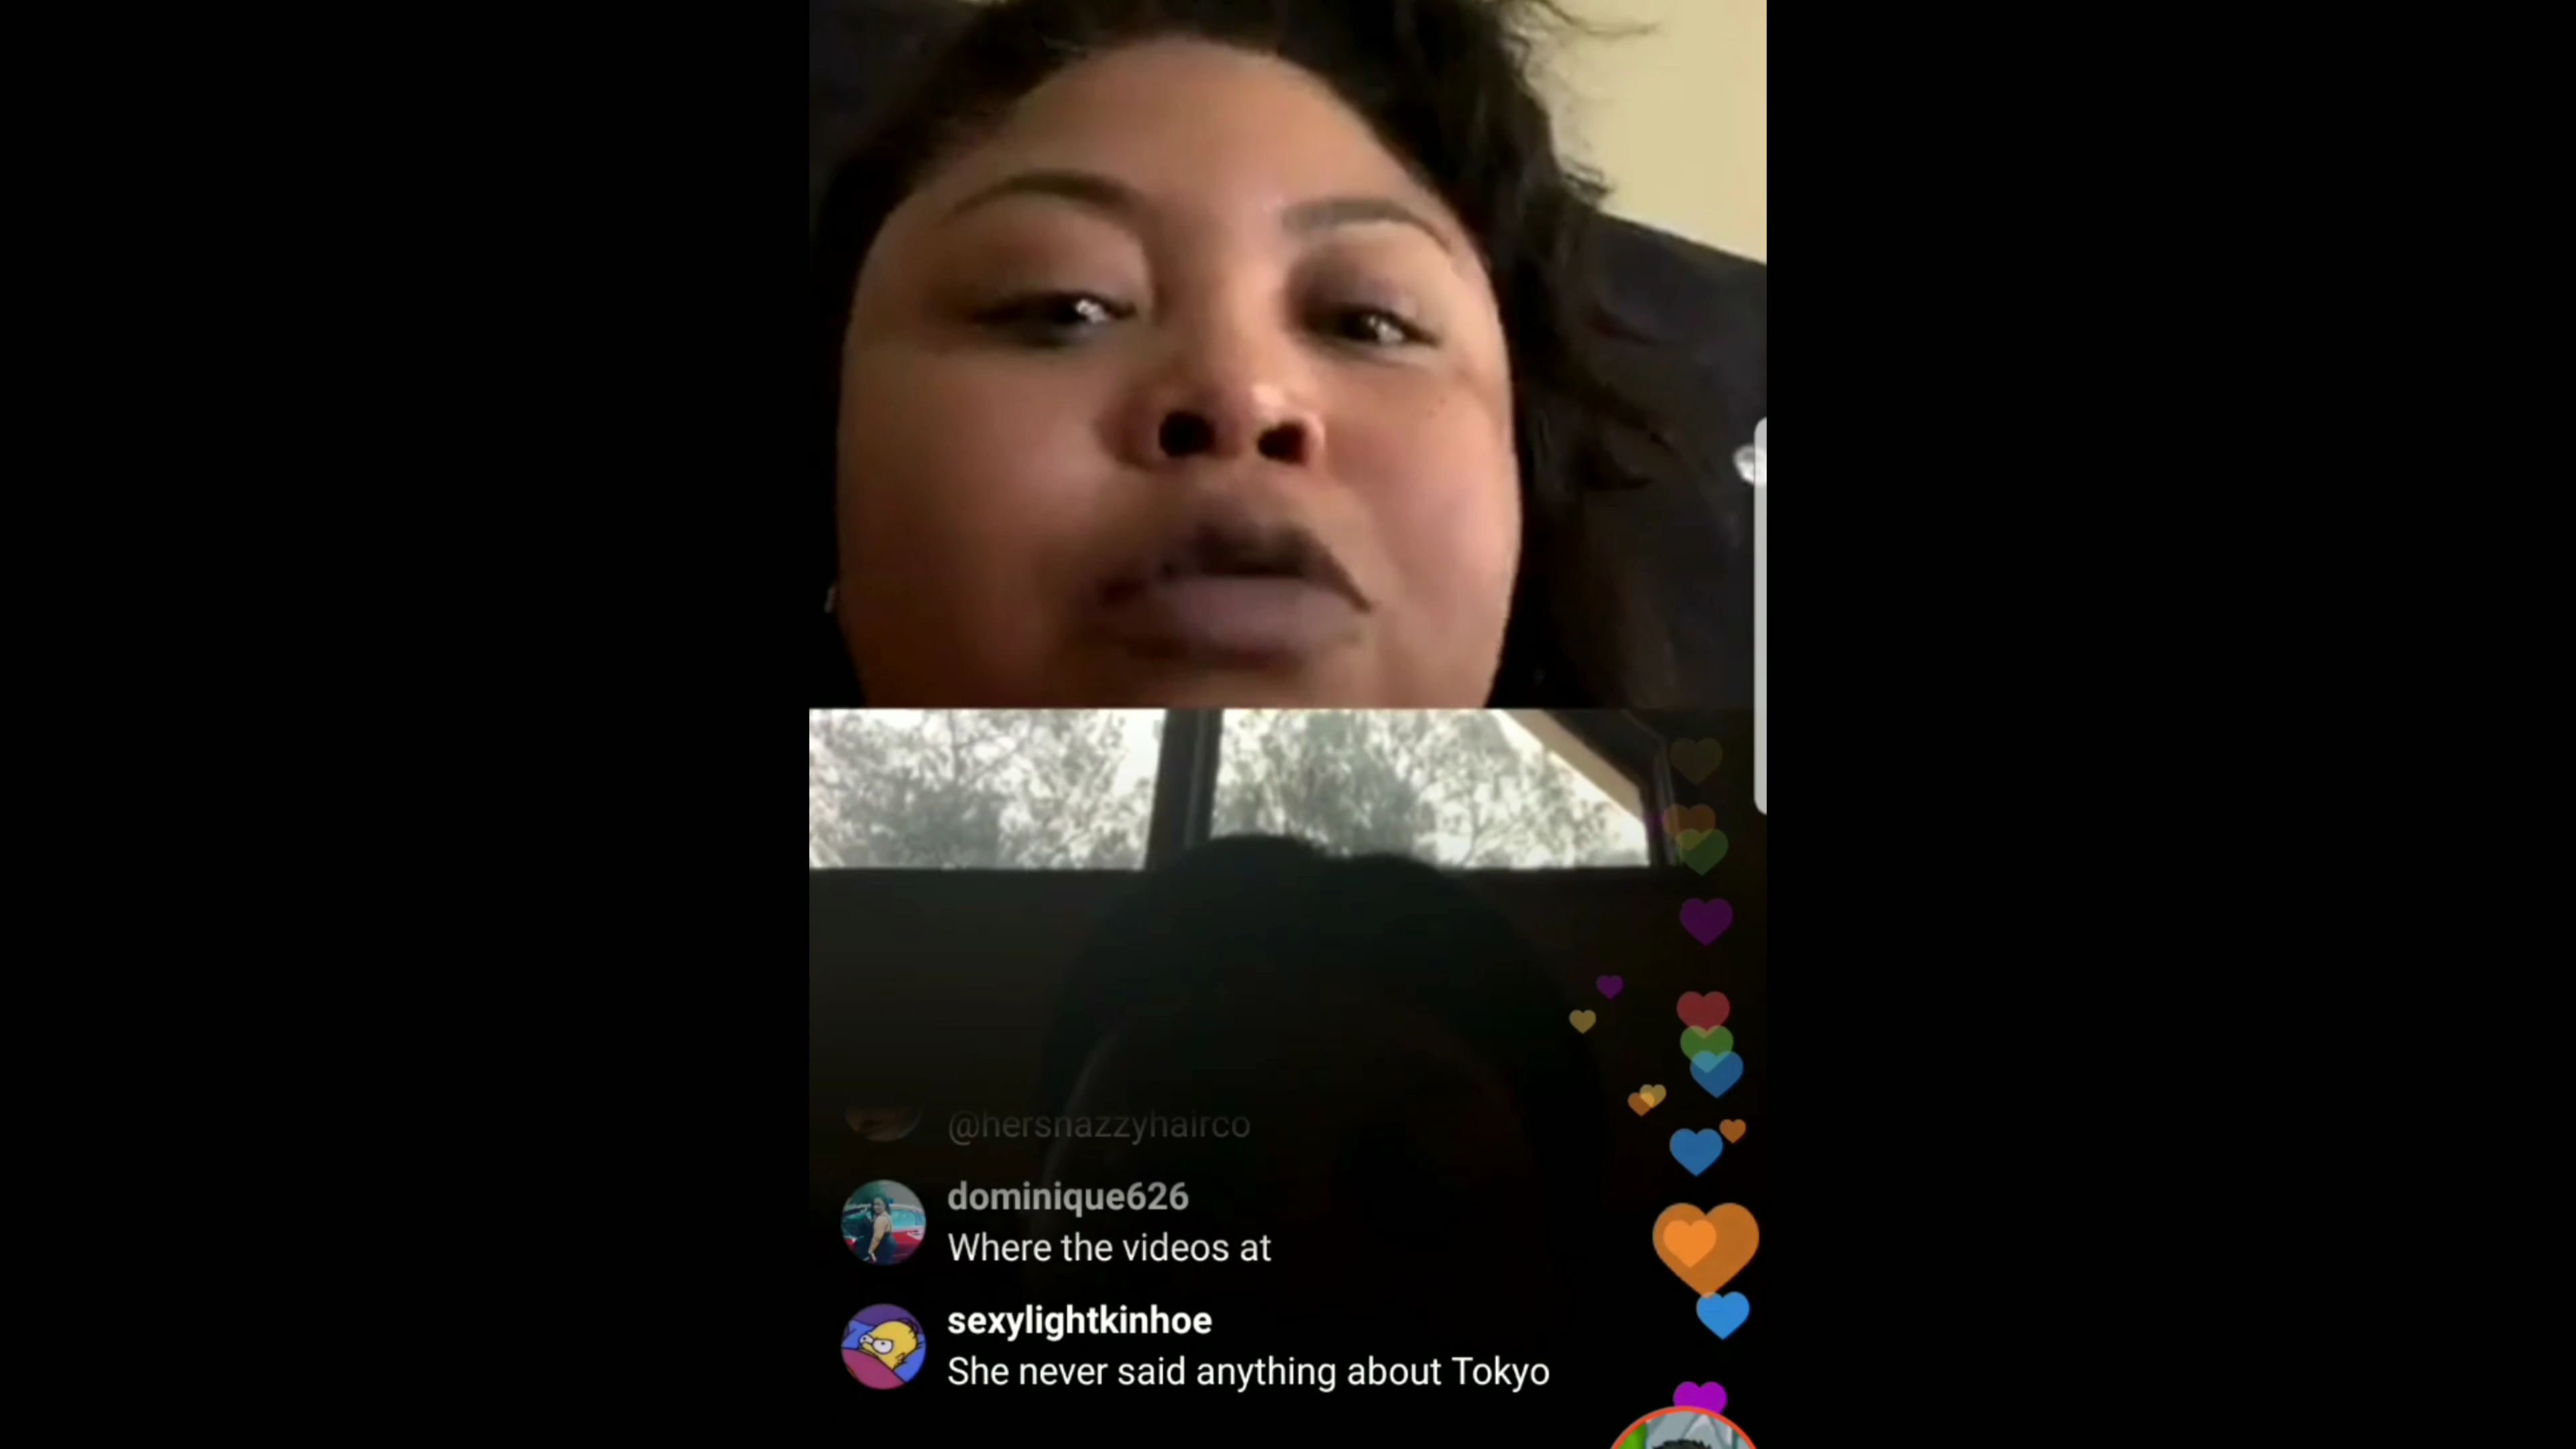 @hersnazzyhairco
dominique626
Where the videos at
sexylightkinhoe
She never said anything about Tokyo